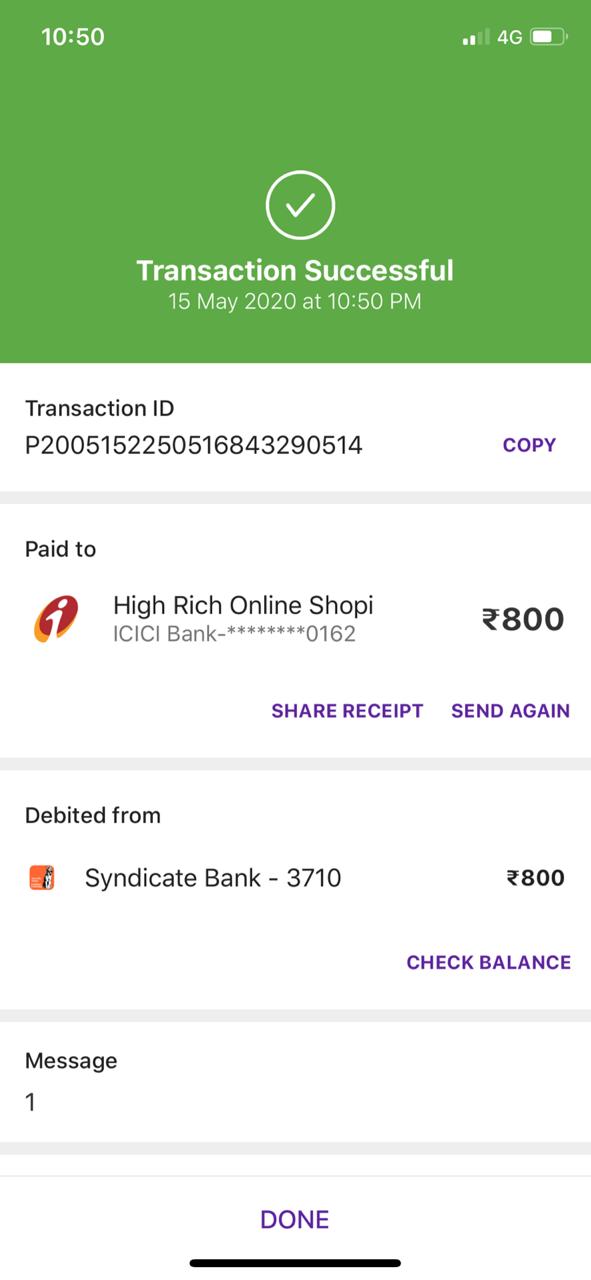 10:50
4G
Transaction Successful
15 May 2020 at 10:50 PM
Transaction ID
P2005152250516843290514
COPY
Paid to
High Rich Online Shopi
₹800
ICICI Bank-********0162
SHARE RECEIPT
SEND AGAIN
Debited from
Syndicate Bank - 3710
₹800
CHECK BALANCE
Message
1
DONE